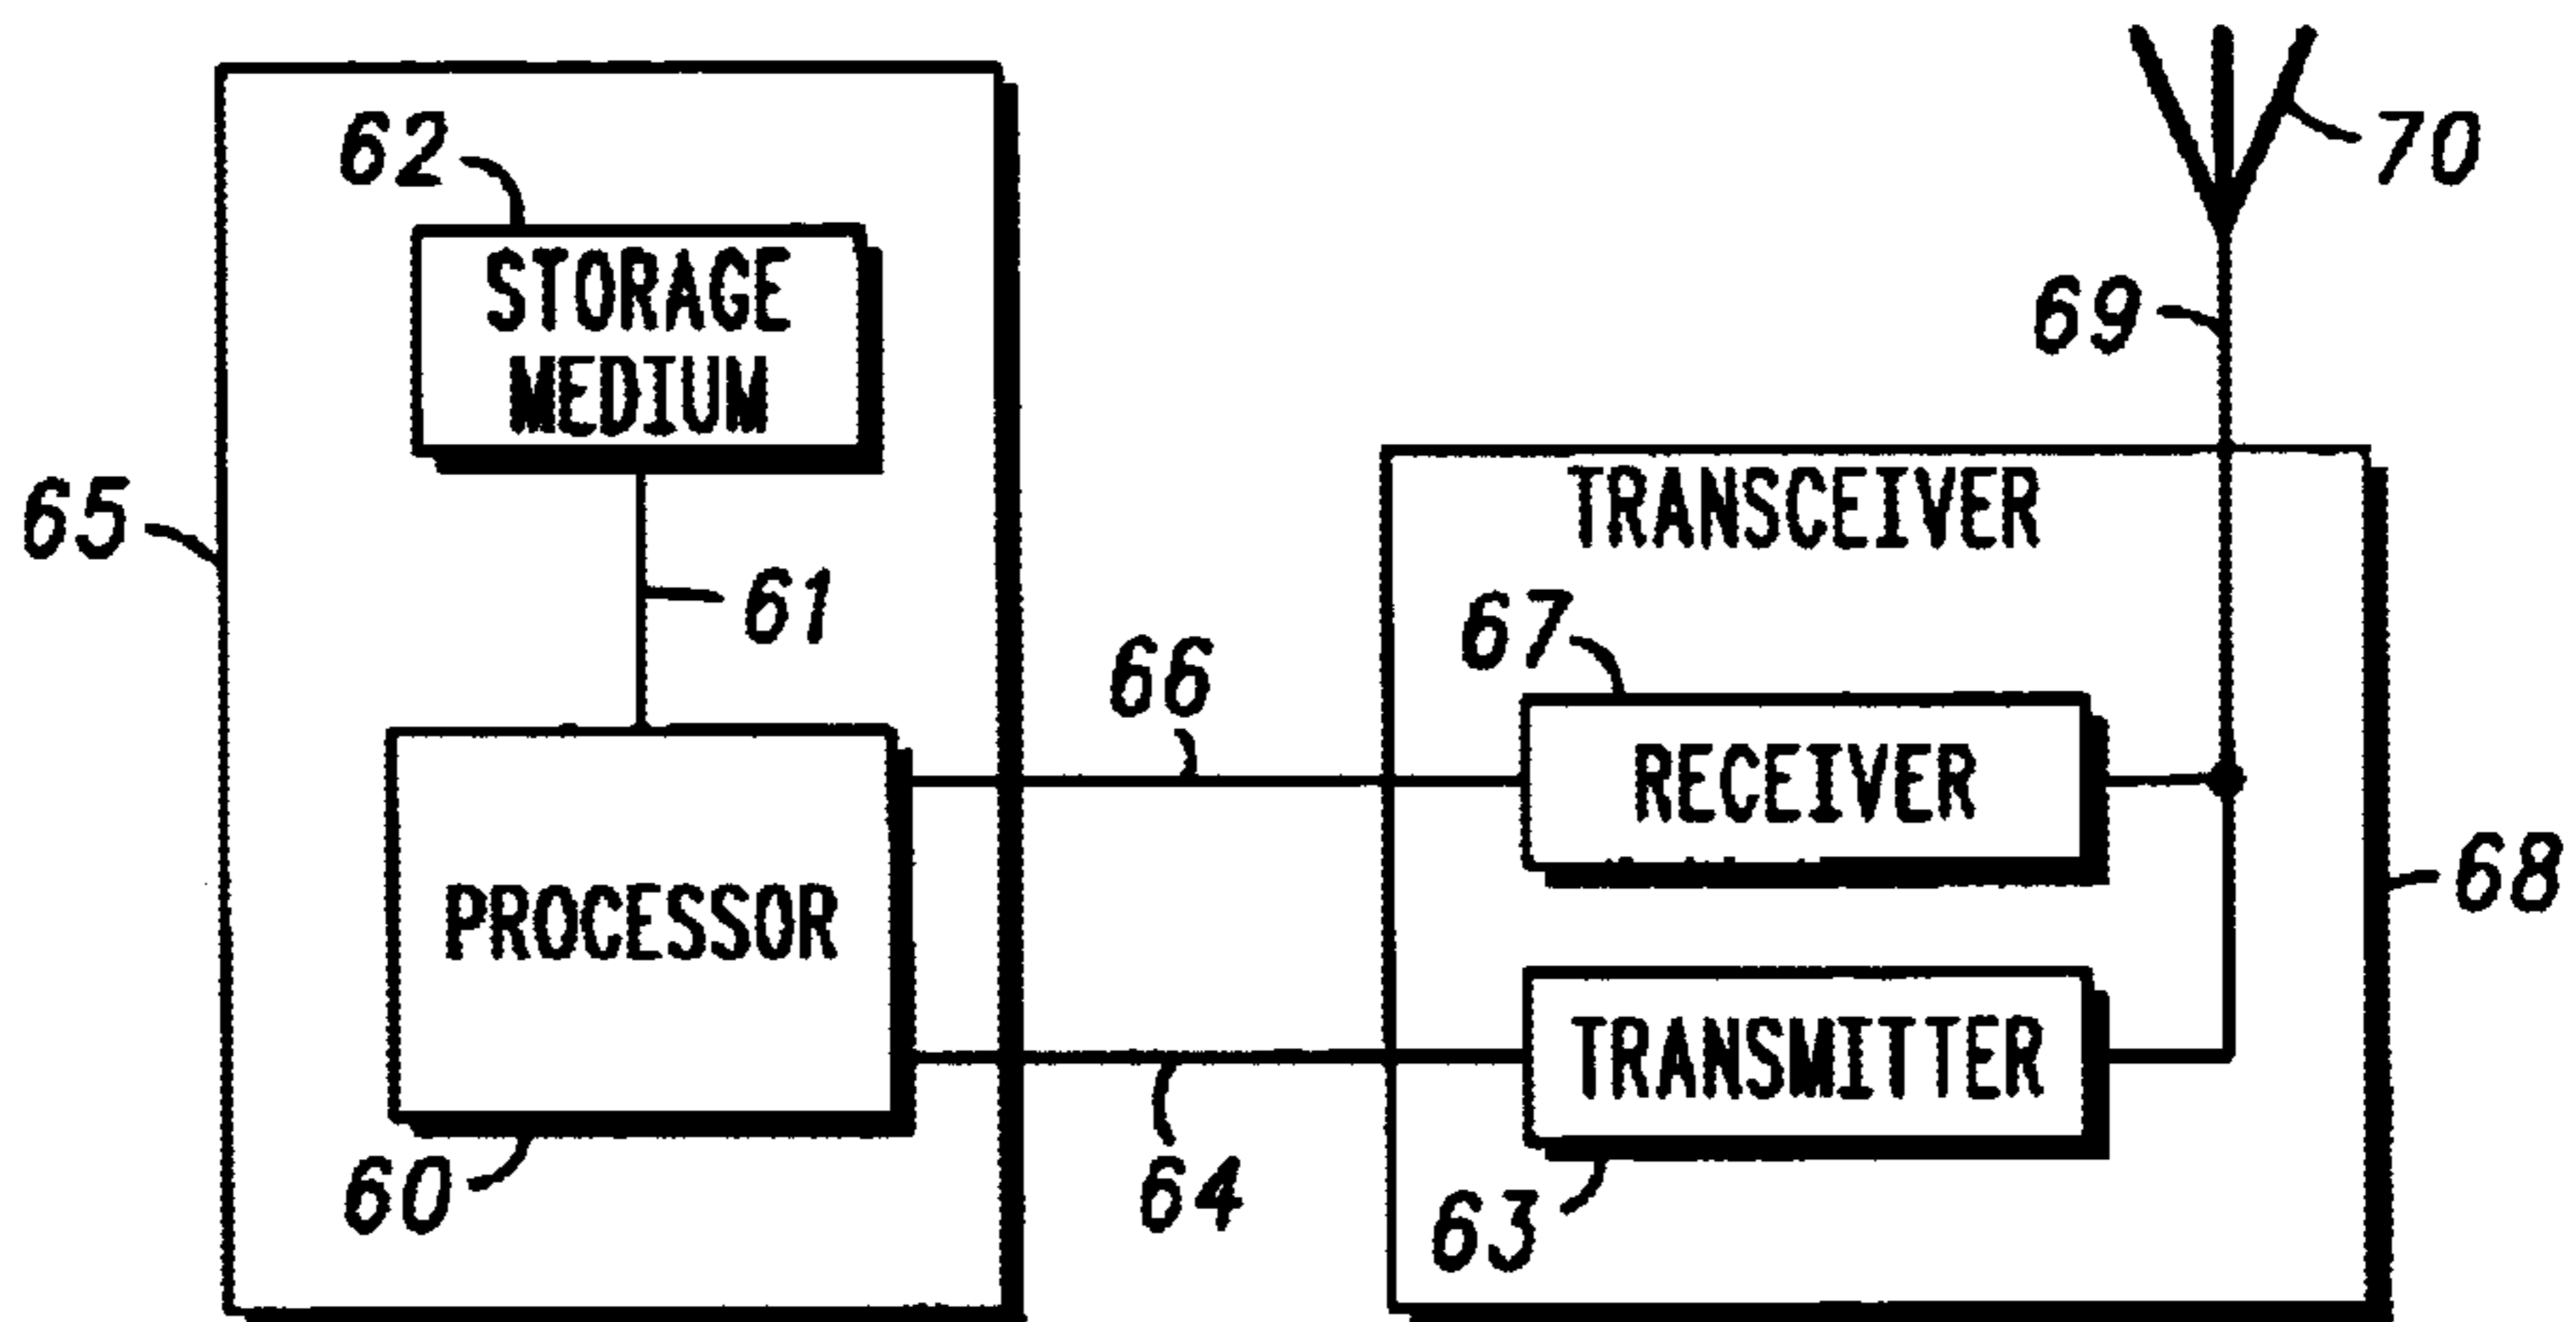 62
STORAGE
MEDIUM
65
61
PROCESSOR
60
66
64
70
69
TRANSCEIVER
67
RECEIVER
68
TRANSMITTER
63